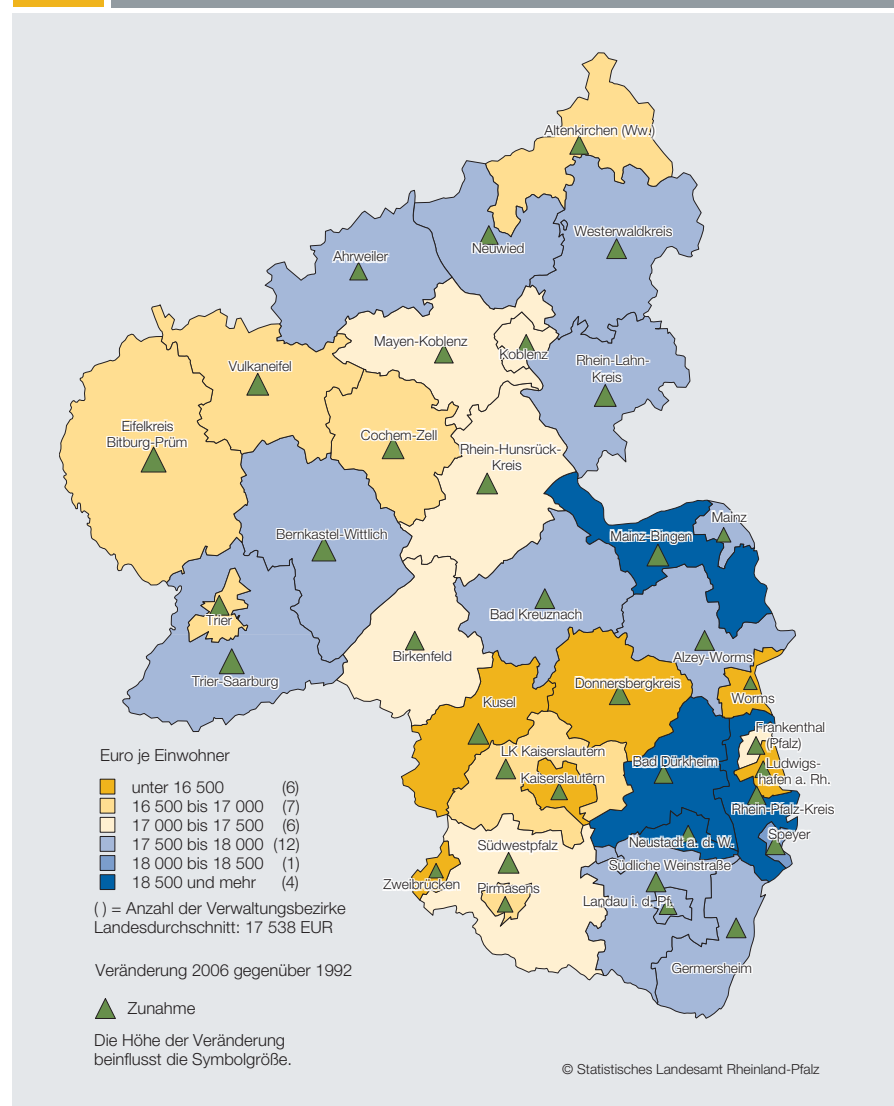 Altenkirchen (Ww.)
Westerwaldkreis
Neuwied
Ahrweiler
Mayen-Koblenz
Koblenz
Rhein-Lahn-
Kreis
Vulkaneifel
Eifelkreis
Bitburg-Prüm
Cochem-Zell
Rhein-Hunsrück-
Kreis
Mainz
Bernkastel-Wittlich
Mainz-Bingen
Trier
Bad Kreuznach
Birkenfeld
Alzey-Worms
Trier-Saarburg
Donnersbergkreis
Worms
Kusel
Frankenthal
(Pfalz)
LK Kaiserslautern
Bad Dürkheim
Ludwigs-
hafen a. Rh.
Kaiserslautern
Rhein-Pfalz-Kreis
Speyer
Neustadt a. d. W.
Südwestpfalz
Südliche Weinstraße
Zweibrücken
Pirmasens
Landau i. d. Pf.
Germersheim
Euro je Einwohner
unter 16 500 (6)
16 500 bis 17 000 (7)
17 000 bis 17 500 (6)
17 500 bis 18 000 (12)
18 000 bis 18 500 (1)
18 500 und mehr (4)
( ) = Anzahl der Verwaltungsbezirke
Landesdurchschnitt: 17 538 EUR
Veränderung 2006 gegenüber 1992
Zunahme
Die Höhe der Veränderung
beinflusst die Symbolgröße.
© Statistisches Landesamt Rheinland-Pfalz